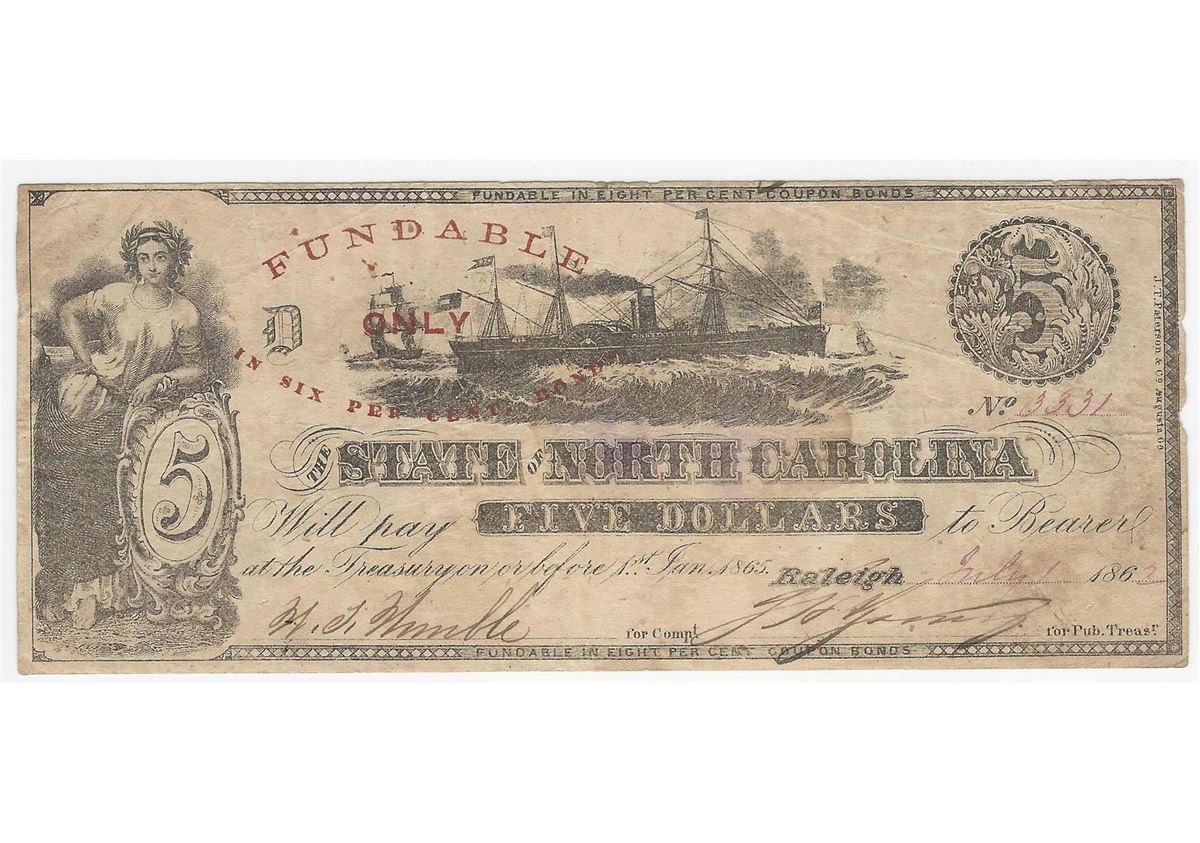 FUNDABLE IN EIGHT PER CENT COUPON BONDS
FUNDABLE
ONLY
IN SIX PER CENT. BONDS
D
5
5
J. T. Paterson & Co Augusta Ga
No 3331
THE STATE OF NORTH CAROLINA
Will pay FIVE DOLLARS to Bearer
at the Treasury on or before 1st Jan. 1865. Raleigh 1862
for Compt. for Pub. Treasr
FUNDABLE IN EIGHT PER CENT COUPON BONDS